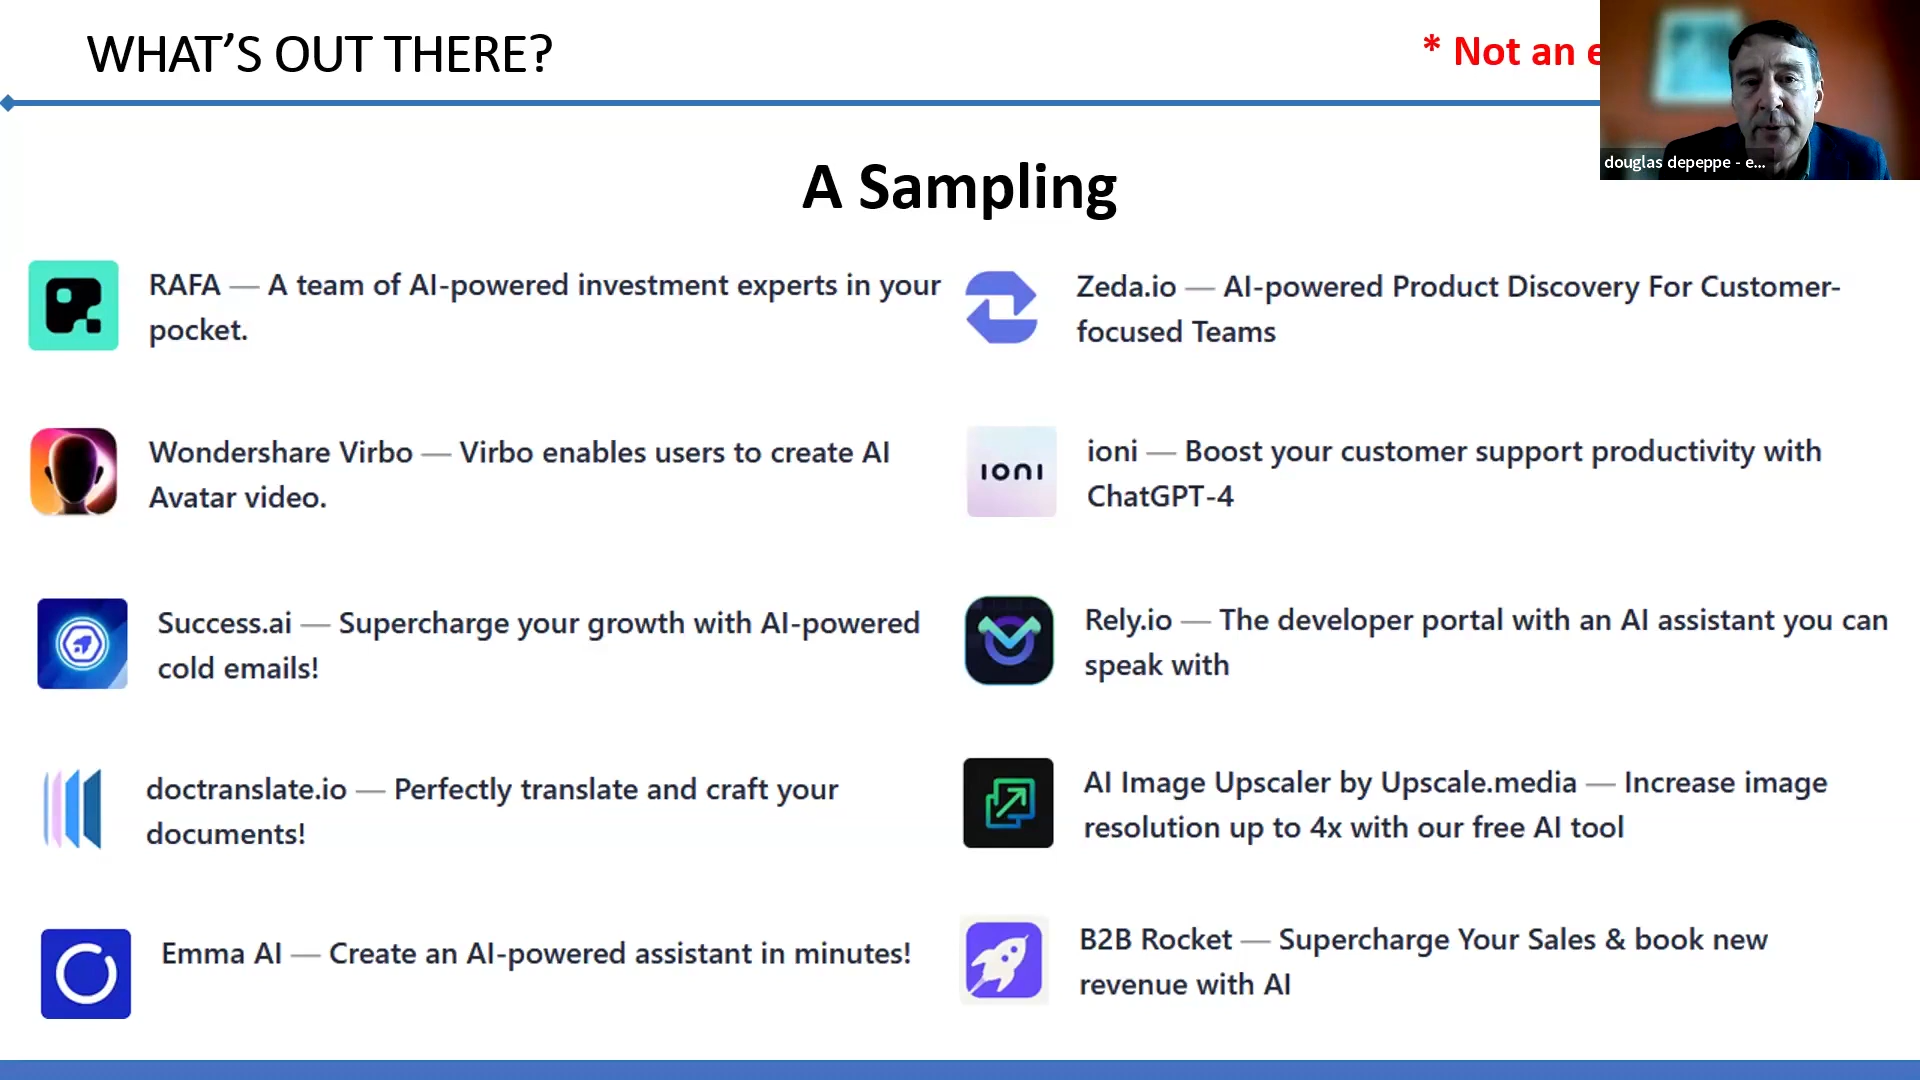 WHAT’S OUT THERE?
* Not an
douglas depeppe - e...
A Sampling
RAFA — A team of AI-powered investment experts in your
pocket.
Zeda.io — AI-powered Product Discovery For Customer-
focused Teams
Wondershare Virbo — Virbo enables users to create AI
Avatar video.
IONI
ioni — Boost your customer support productivity with
ChatGPT-4
Success.ai — Supercharge your growth with AI-powered
cold emails!
Rely.io — The developer portal with an AI assistant you can
speak with
doctranslate.io — Perfectly translate and craft your
documents!
AI Image Upscaler by Upscale.media — Increase image
resolution up to 4x with our free AI tool
Emma AI — Create an AI-powered assistant in minutes!
B2B Rocket — Supercharge Your Sales & book new
revenue with AI